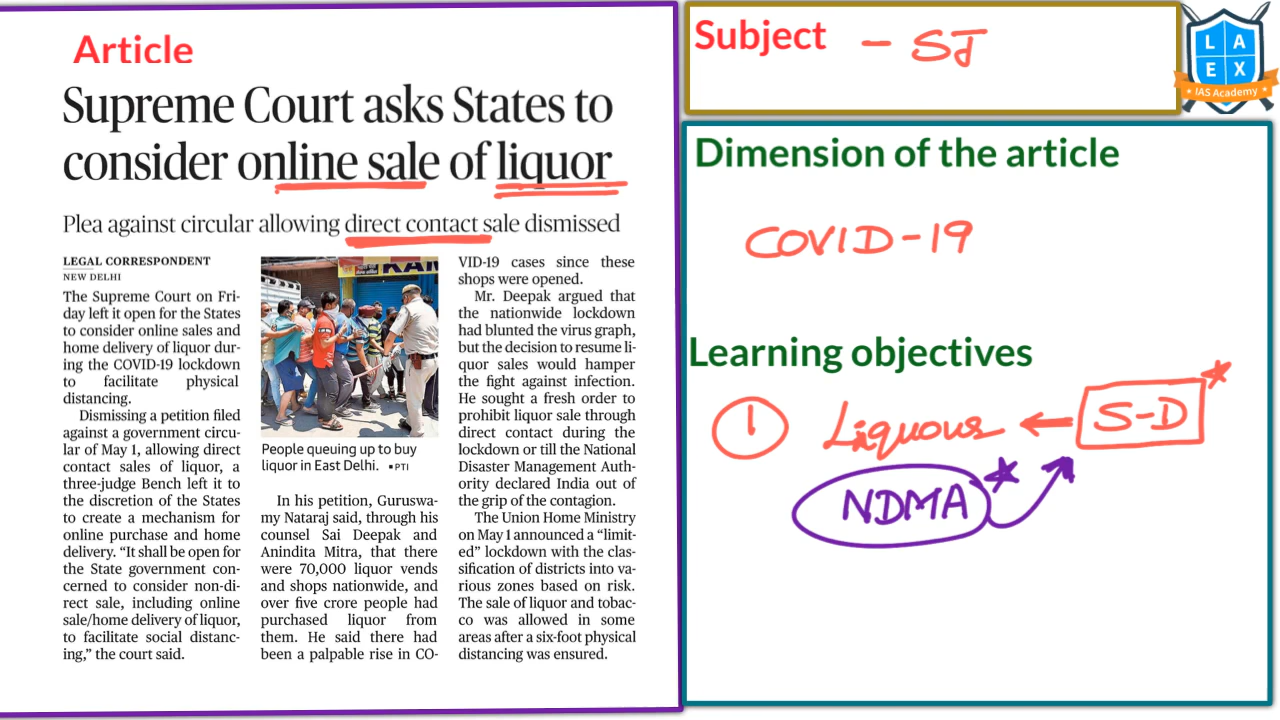 Article
Supreme Court asks States to
consider online sale of liquor
Plea against circular allowing direct contact sale dismissed
LEGAL CORRESPONDENT
NEW DELHI
The Supreme Court on Fri-
day left it open for the States
to consider online sales and
home delivery of liquor dur-
ing the COVID-19 lockdown
to facilitate physical
distancing.
Dismissing a petition filed
against a government circu-
lar of May 1, allowing direct
contact sales of liquor, a
three-judge Bench left it to
the discretion of the States
to create a mechanism for
online purchase and home
delivery. “It shall be open for
the State government con-
cerned to consider non-di-
rect sale, including online
sale/home delivery of liquor,
to facilitate social distanc-
ing,” the court said.
People queuing up to buy
liquor in East Delhi. ▪PTI
In his petition, Guruswa-
my Nataraj said, through his
counsel Sai Deepak and
Anindita Mitra, that there
were 70,000 liquor vends
and shops nationwide, and
over five crore people had
purchased liquor from
them. He said there had
been a palpable rise in CO-
VID-19 cases since these
shops were opened.
Mr. Deepak argued that
the nationwide lockdown
had blunted the virus graph,
but the decision to resume li-
quor sales would hamper
the fight against infection.
He sought a fresh order to
prohibit liquor sale through
direct contact during the
lockdown or till the National
Disaster Management Auth-
ority declared India out of
the grip of the contagion.
The Union Home Ministry
on May 1 announced a “limit-
ed” lockdown with the clas-
sification of districts into va-
rious zones based on risk.
The sale of liquor and tobac-
co was allowed in some
areas after a six-foot physical
distancing was ensured.
Subject - SJ
LA
EX
IAS Academy
Dimension of the article
COVID-19
Learning objectives
1 Liquous ← S-D
NDMA